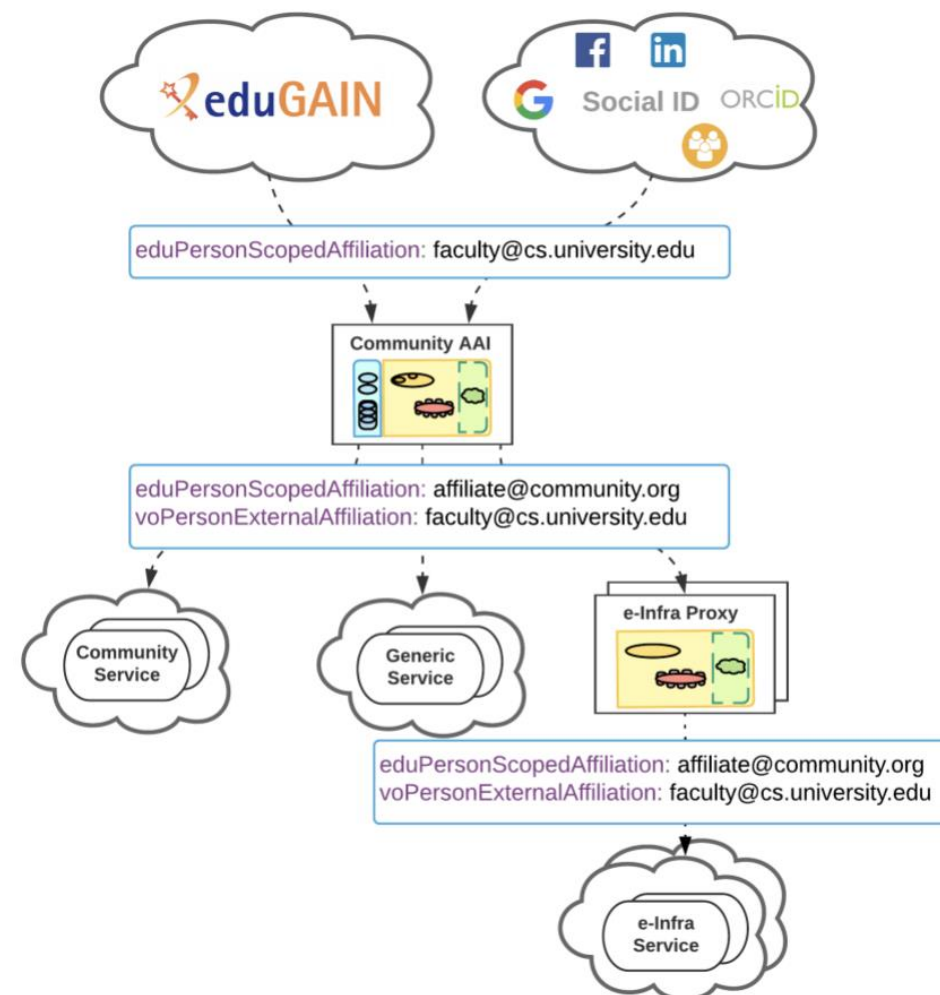 eduGAIN
f in
G Social ID ORCiD
eduPersonScopedAffiliation: faculty@cs.university.edu
Community AAI
eduPersonScopedAffiliation: affiliate@community.org
voPersonExternalAffiliation: faculty@cs.university.edu
Community
Service
Generic
Service
e-Infra Proxy
eduPersonScopedAffiliation: affiliate@community.org
voPersonExternalAffiliation: faculty@cs.university.edu
e-Infra
Service